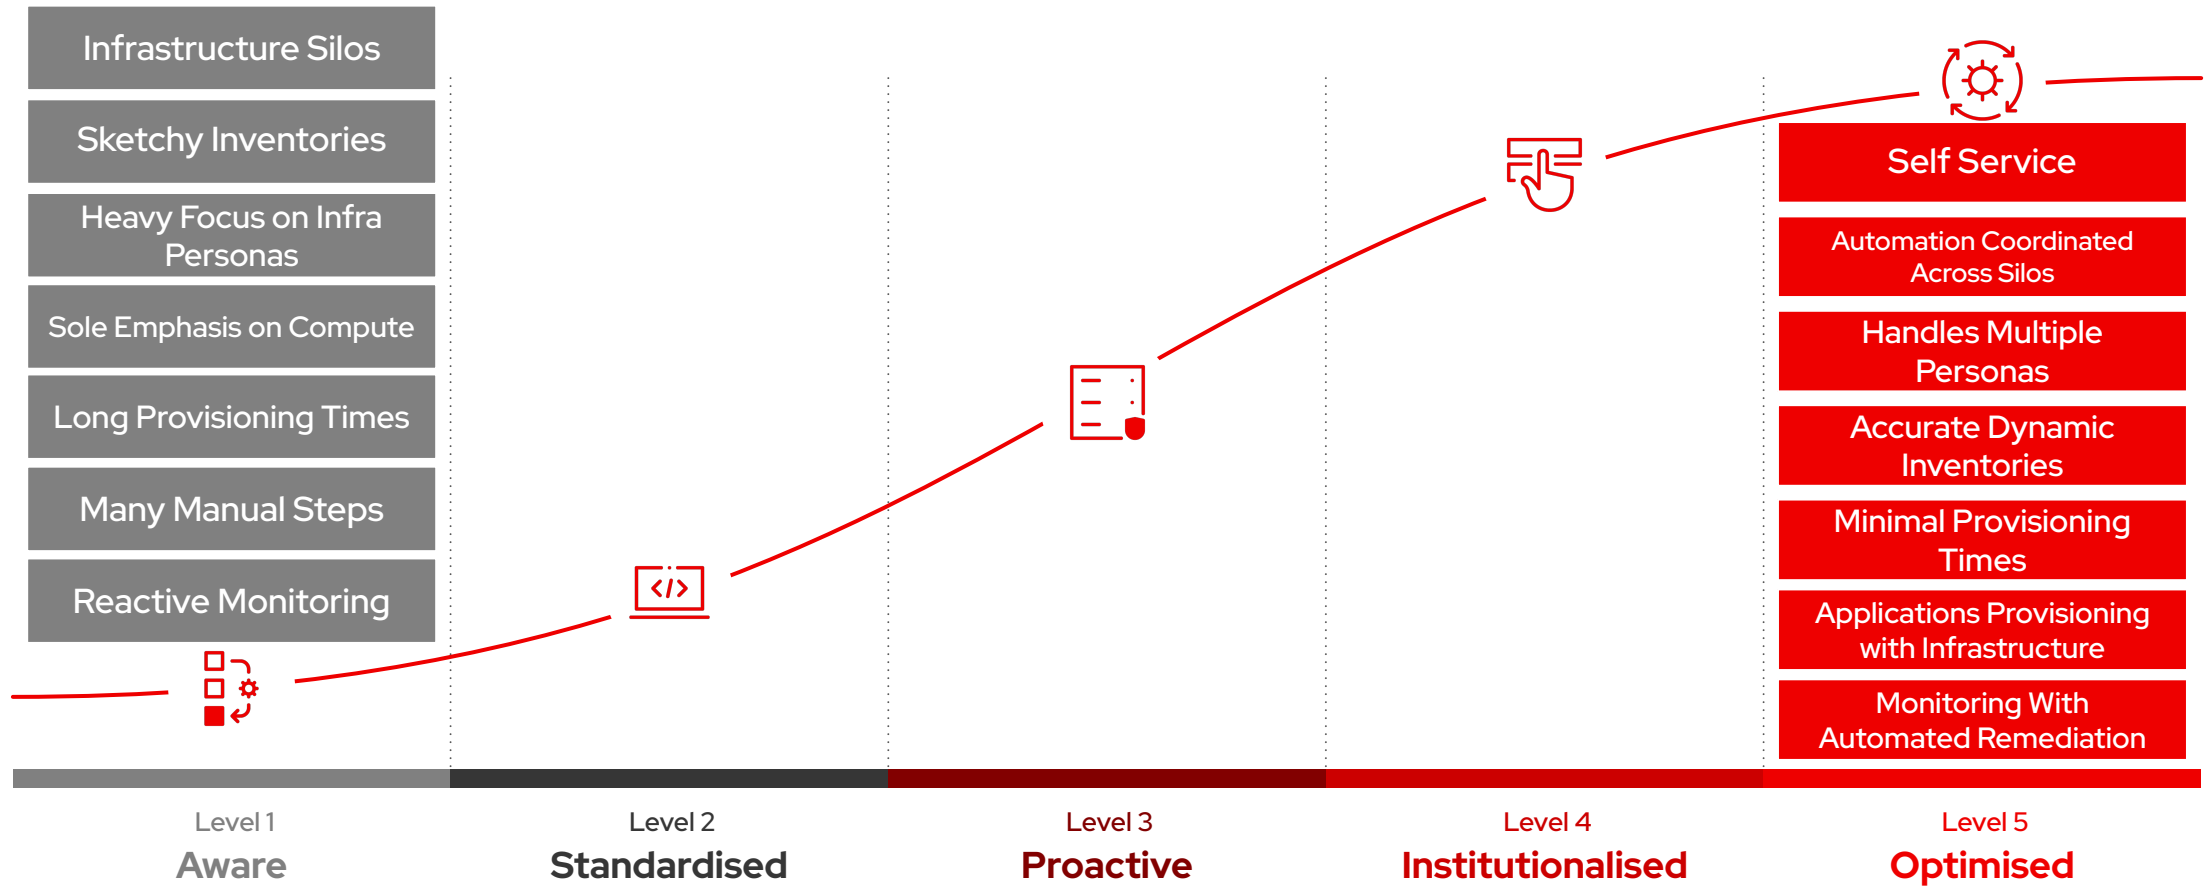 Infrastructure Silos
Sketchy Inventories
Heavy Focus on Infra
Personas
Sole Emphasis on Compute
Long Provisioning Times
Many Manual Steps
Reactive Monitoring
</>
Self Service
Automation Coordinated
Across Silos
Handles Multiple
Personas
Accurate Dynamic
Inventories
Minimal Provisioning
Times
Applications Provisioning
with Infrastructure
Monitoring With
Automated Remediation
Level 1
Aware
Level 2
Standardised
Level 3
Proactive
Level 4
Institutionalised
Level 5
Optimised